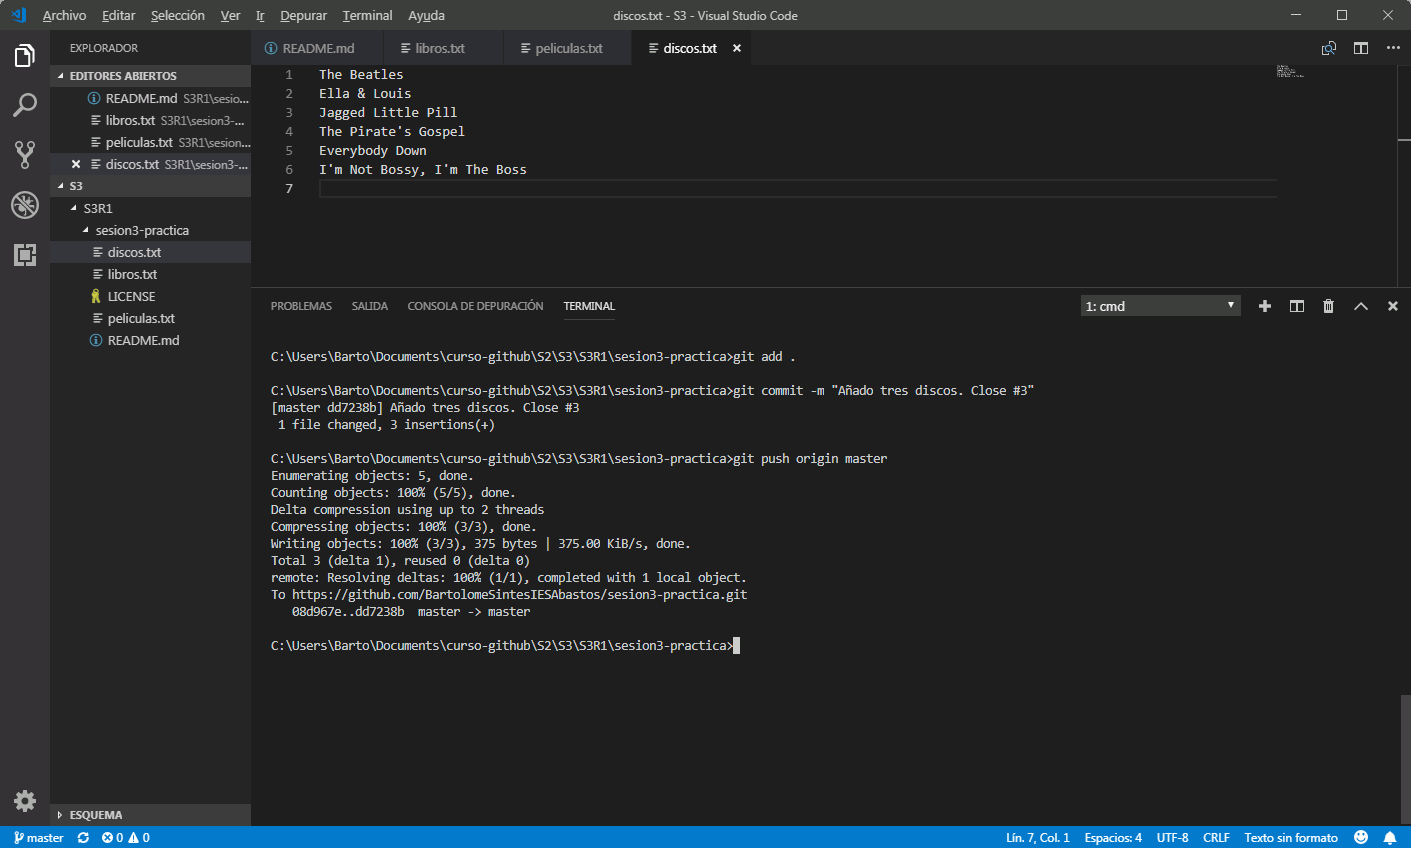 Archivo Editar Selección Ver Ir Depurar Terminal Ayuda discos.txt - S3 - Visual Studio Code
EXPLORADOR
EDITORES ABIERTOS
README.md S3R1\sesio...
libros.txt S3R1\sesion3-...
peliculas.txt S3R1\sesion...
discos.txt S3R1\sesion3-...
S3
S3R1
sesion3-practica
discos.txt
libros.txt
LICENSE
peliculas.txt
README.md
ESQUEMA
README.md libros.txt peliculas.txt discos.txt
1 The Beatles
2 Ella & Louis
3 Jagged Little Pill
4 The Pirate's Gospel
5 Everybody Down
6 I'm Not Bossy, I'm The Boss
7
PROBLEMAS SALIDA CONSOLA DE DEPURACIÓN TERMINAL 1: cmd
C:\Users\Barto\Documents\curso-github\S2\S3\S3R1\sesion3-practica>git add .
C:\Users\Barto\Documents\curso-github\S2\S3\S3R1\sesion3-practica>git commit -m "Añado tres discos. Close #3"
[master dd7238b] Añado tres discos. Close #3
1 file changed, 3 insertions(+)
C:\Users\Barto\Documents\curso-github\S2\S3\S3R1\sesion3-practica>git push origin master
Enumerating objects: 5, done.
Counting objects: 100% (5/5), done.
Delta compression using up to 2 threads
Compressing objects: 100% (3/3), done.
Writing objects: 100% (3/3), 375 bytes | 375.00 KiB/s, done.
Total 3 (delta 1), reused 0 (delta 0)
remote: Resolving deltas: 100% (1/1), completed with 1 local object.
To https://github.com/BartolomeSintesIESAbastos/sesion3-practica.git
08d967e..dd7238b master -> master
C:\Users\Barto\Documents\curso-github\S2\S3\S3R1\sesion3-practica>
master 0 0 Lín. 7, Col. 1 Espacios: 4 UTF-8 CRLF Texto sin formato